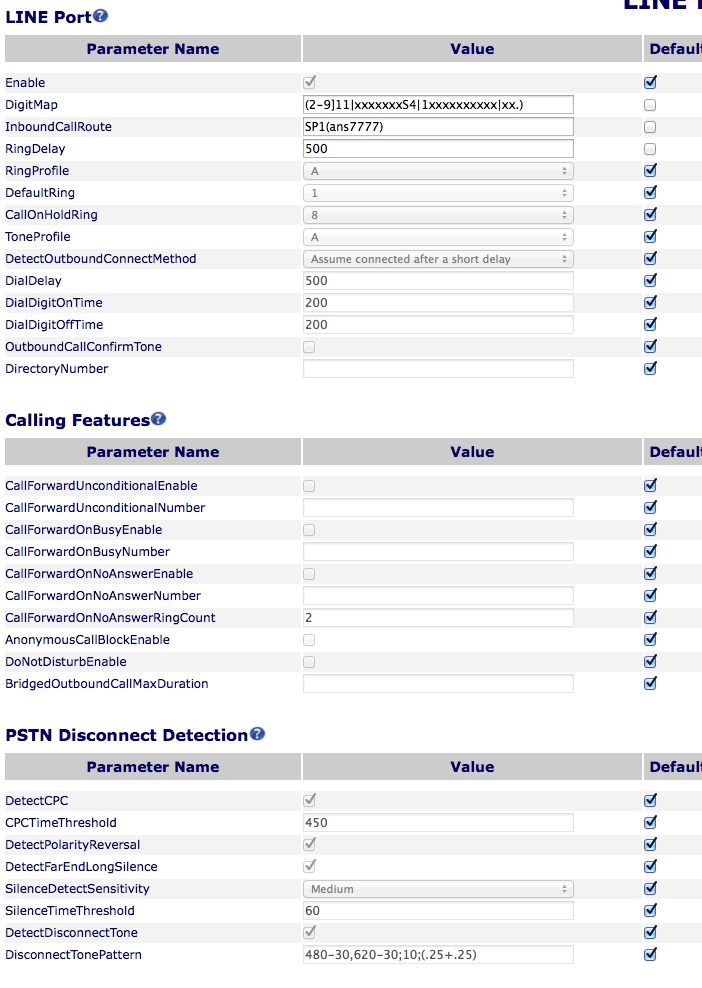 LINE Port
Parameter Name Value Default
Enable
DigitMap (2-9]11|xxxxxxxS4|1xxxxxxxxxx|xx.)
InboundCallRoute SP1(ans7777)
RingDelay 500
RingProfile A
DefaultRing 1
CallOnHoldRing 8
ToneProfile A
DetectOutboundConnectMethod Assume connected after a short delay
DialDelay 500
DialDigitOnTime 200
DialDigitOffTime 200
OutboundCallConfirmTone
DirectoryNumber
Calling Features
Parameter Name Value Default
CallForwardUnconditionalEnable
CallForwardUnconditionalNumber
CallForwardOnBusyEnable
CallForwardOnBusyNumber
CallForwardOnNoAnswerEnable
CallForwardOnNoAnswerNumber
CallForwardOnNoAnswerRingCount 2
AnonymousCallBlockEnable
DoNotDisturbEnable
BridgedOutboundCallMaxDuration
PSTN Disconnect Detection
Parameter Name Value Default
DetectCPC
CPCTimeThreshold 450
DetectPolarityReversal
DetectFarEndLongSilence
SilenceDetectSensitivity Medium
SilenceTimeThreshold 60
DetectDisconnectTone
DisconnectTonePattern 480-30,620-30;10;(.25+.25)